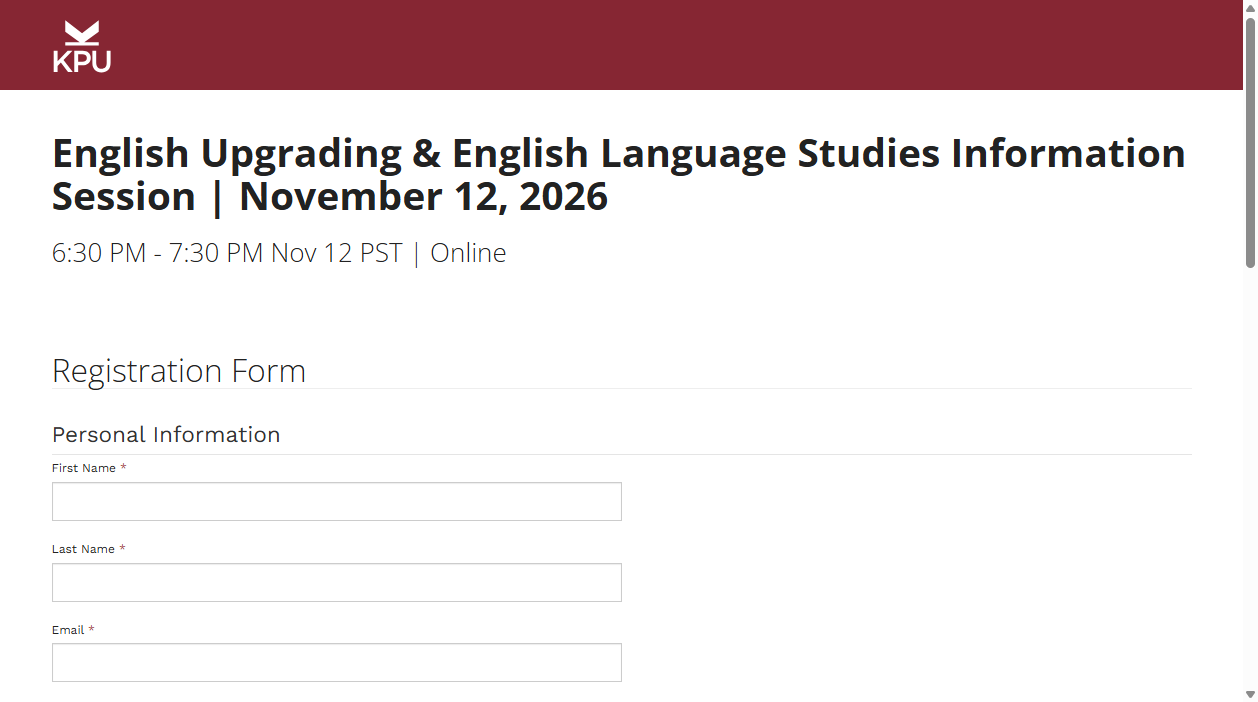 KPU
English Upgrading & English Language Studies Information
Session | November 12, 2026
6:30 PM - 7:30 PM Nov 12 PST | Online
Registration Form
Personal Information
First Name *
Last Name *
Email *